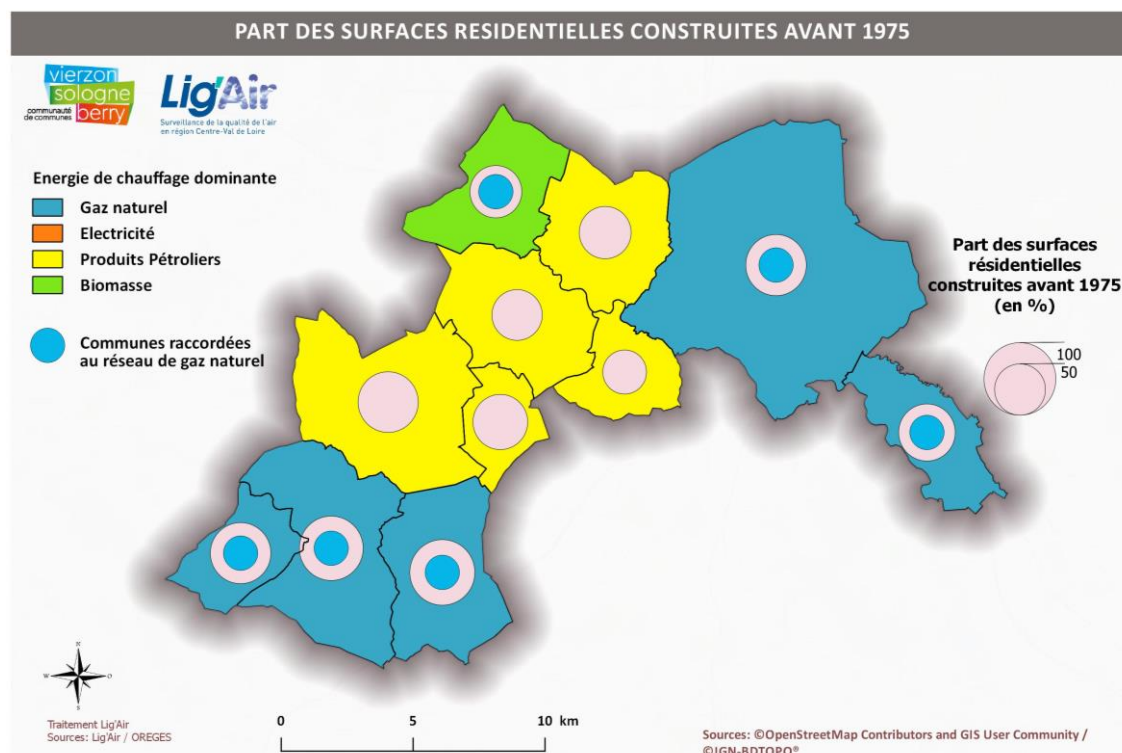 PART DES SURFACES RESIDENTIELLES CONSTRUITES AVANT 1975
vierzon
sologne
communauté
de communes
berry
Lig'Air
Surveillance de la qualité de l'air
en région Centre-Val de Loire
Energie de chauffage dominante
Gaz naturel
Electricité
Produits Pétroliers
Biomasse
Communes raccordées
au réseau de gaz naturel
Part des surfaces
résidentielles
construites avant 1975
(en %)
100
50
N
W
O
S
Traitement Lig'Air
Sources: Lig'Air / OREGES
0 5 10 km
Sources: ©OpenStreetMap Contributors and GIS User Community /
©IGN-BDTOPO®